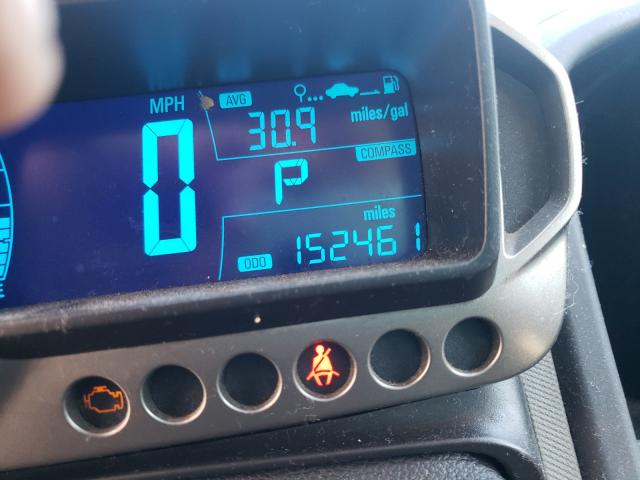 MPH
0
AVG
30.9 miles/gal
COMPASS
P
miles
ODO 152461